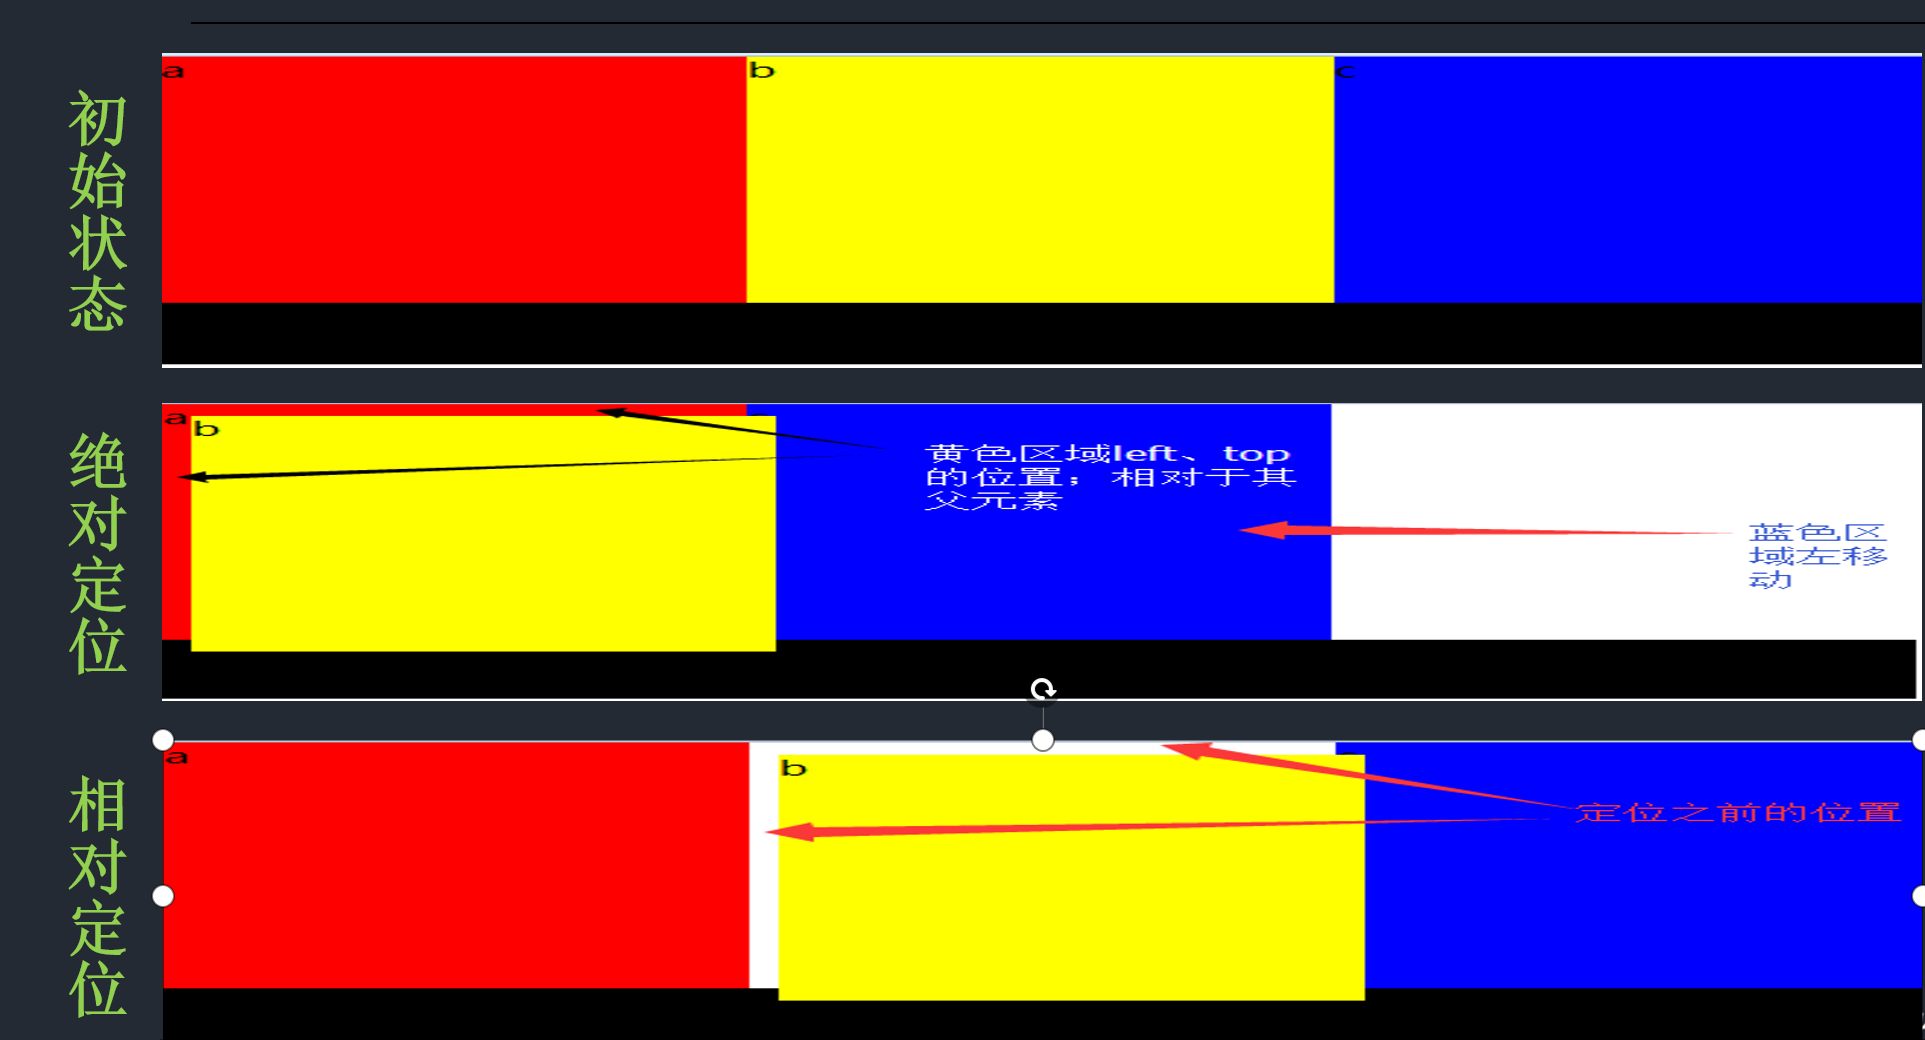 初始状态
a
b
c
绝对定位
a
b
黄色区域left、top
的位置；相对于其
父元素
蓝色区
域左移
动
相对定位
a
b
定位之前的位置